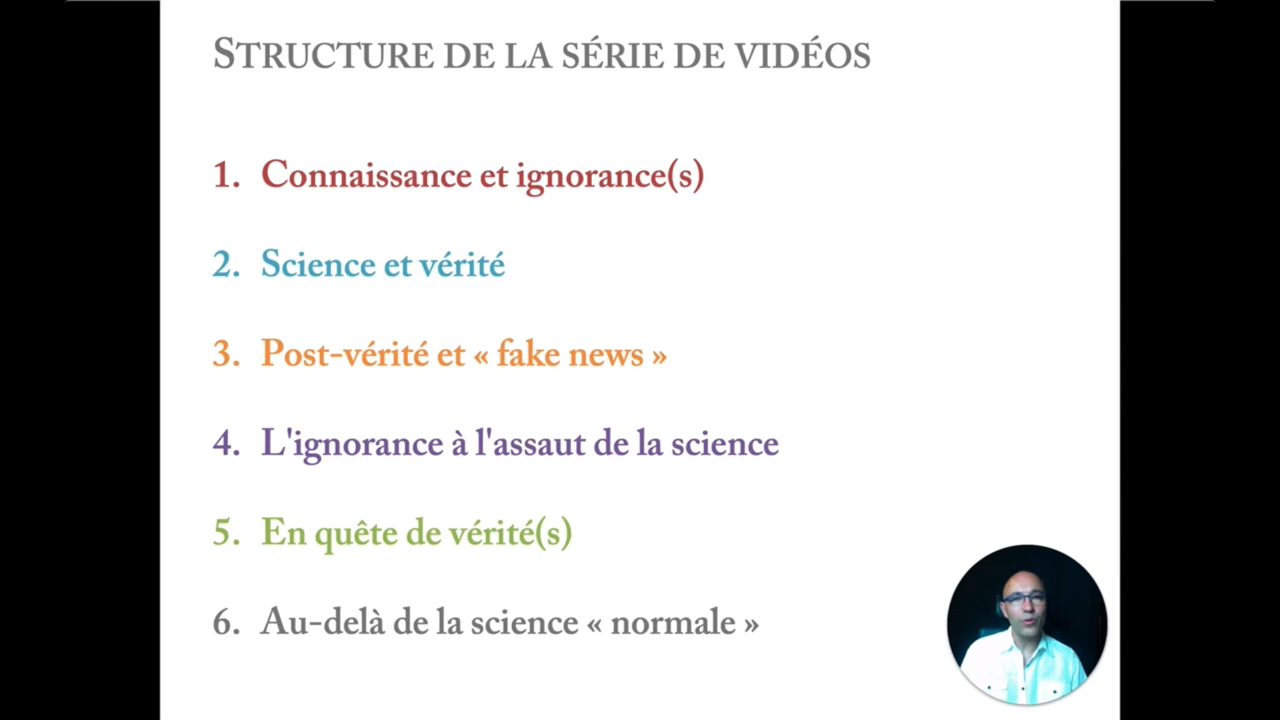 STRUCTURE DE LA SÉRIE DE VIDÉOS
1. Connaissance et ignorance(s)
2. Science et vérité
3. Post-vérité et « fake news »
4. L'ignorance à l'assaut de la science
5. En quête de vérité(s)
6. Au-delà de la science « normale »